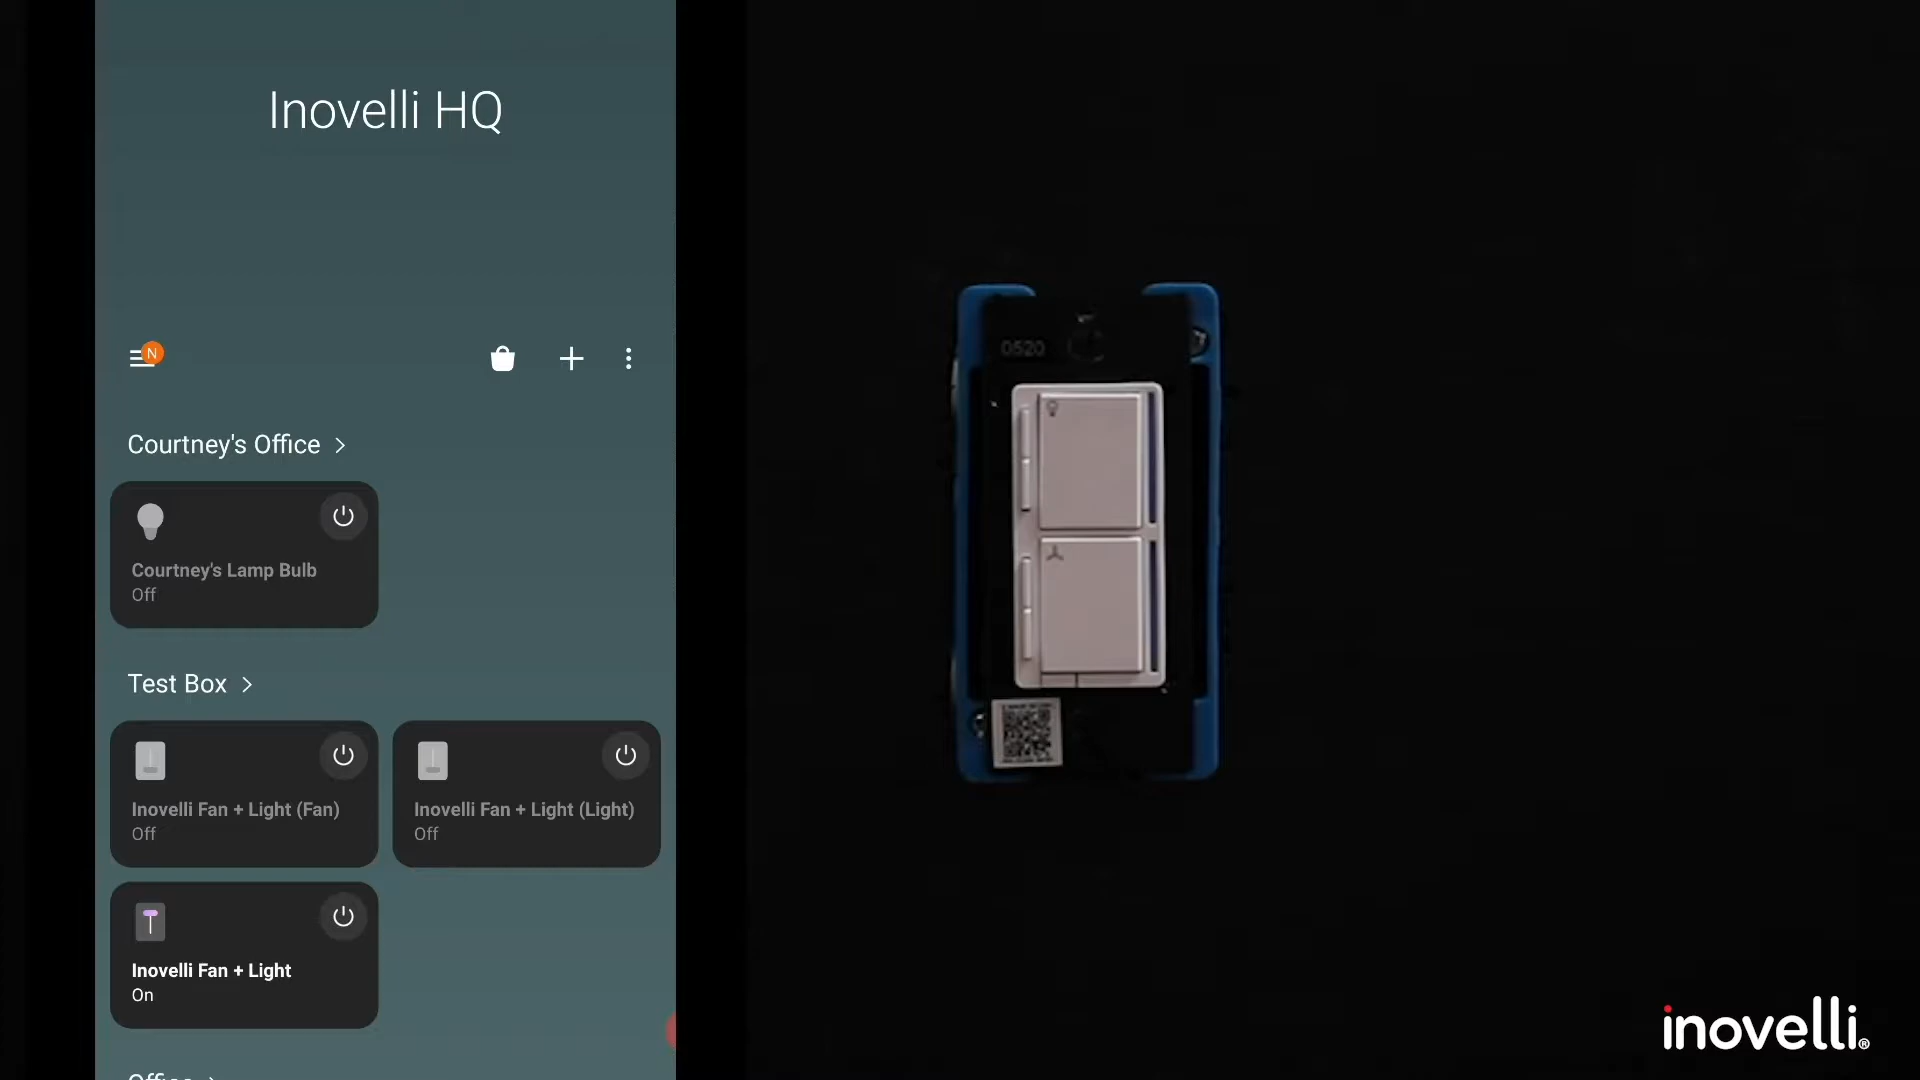 Inovelli HQ
N
Courtney's Office
Courtney's Lamp Bulb
Off
Test Box
Inovelli Fan + Light (Fan)
Off
Inovelli Fan + Light (Light)
Off
Inovelli Fan + Light
On
Office
0520
inovelli®